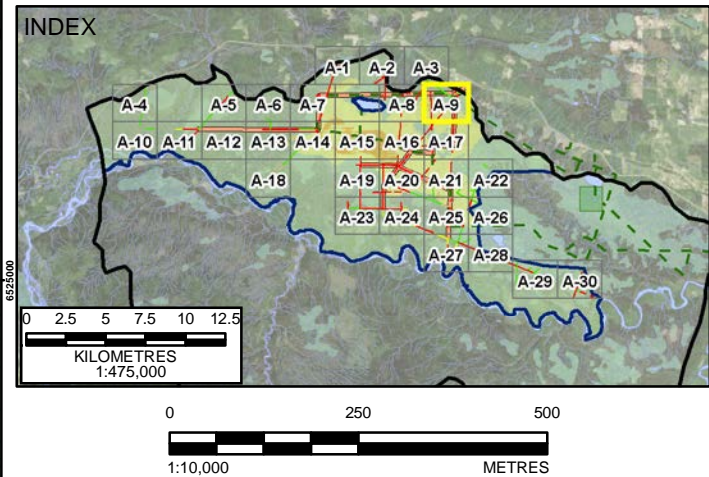 INDEX
A-1 A-2 A-3
A-4 A-5 A-6 A-7 A-8 A-9
A-10 A-11 A-12 A-13 A-14 A-15 A-16 A-17
A-18 A-19 A-20 A-21 A-22
A-23 A-24 A-25 A-26
A-27 A-28
A-29 A-30
6525000
0 2.5 5 7.5 10 12.5
KILOMETRES
1:475,000
0 250 500
1:10,000 METRES